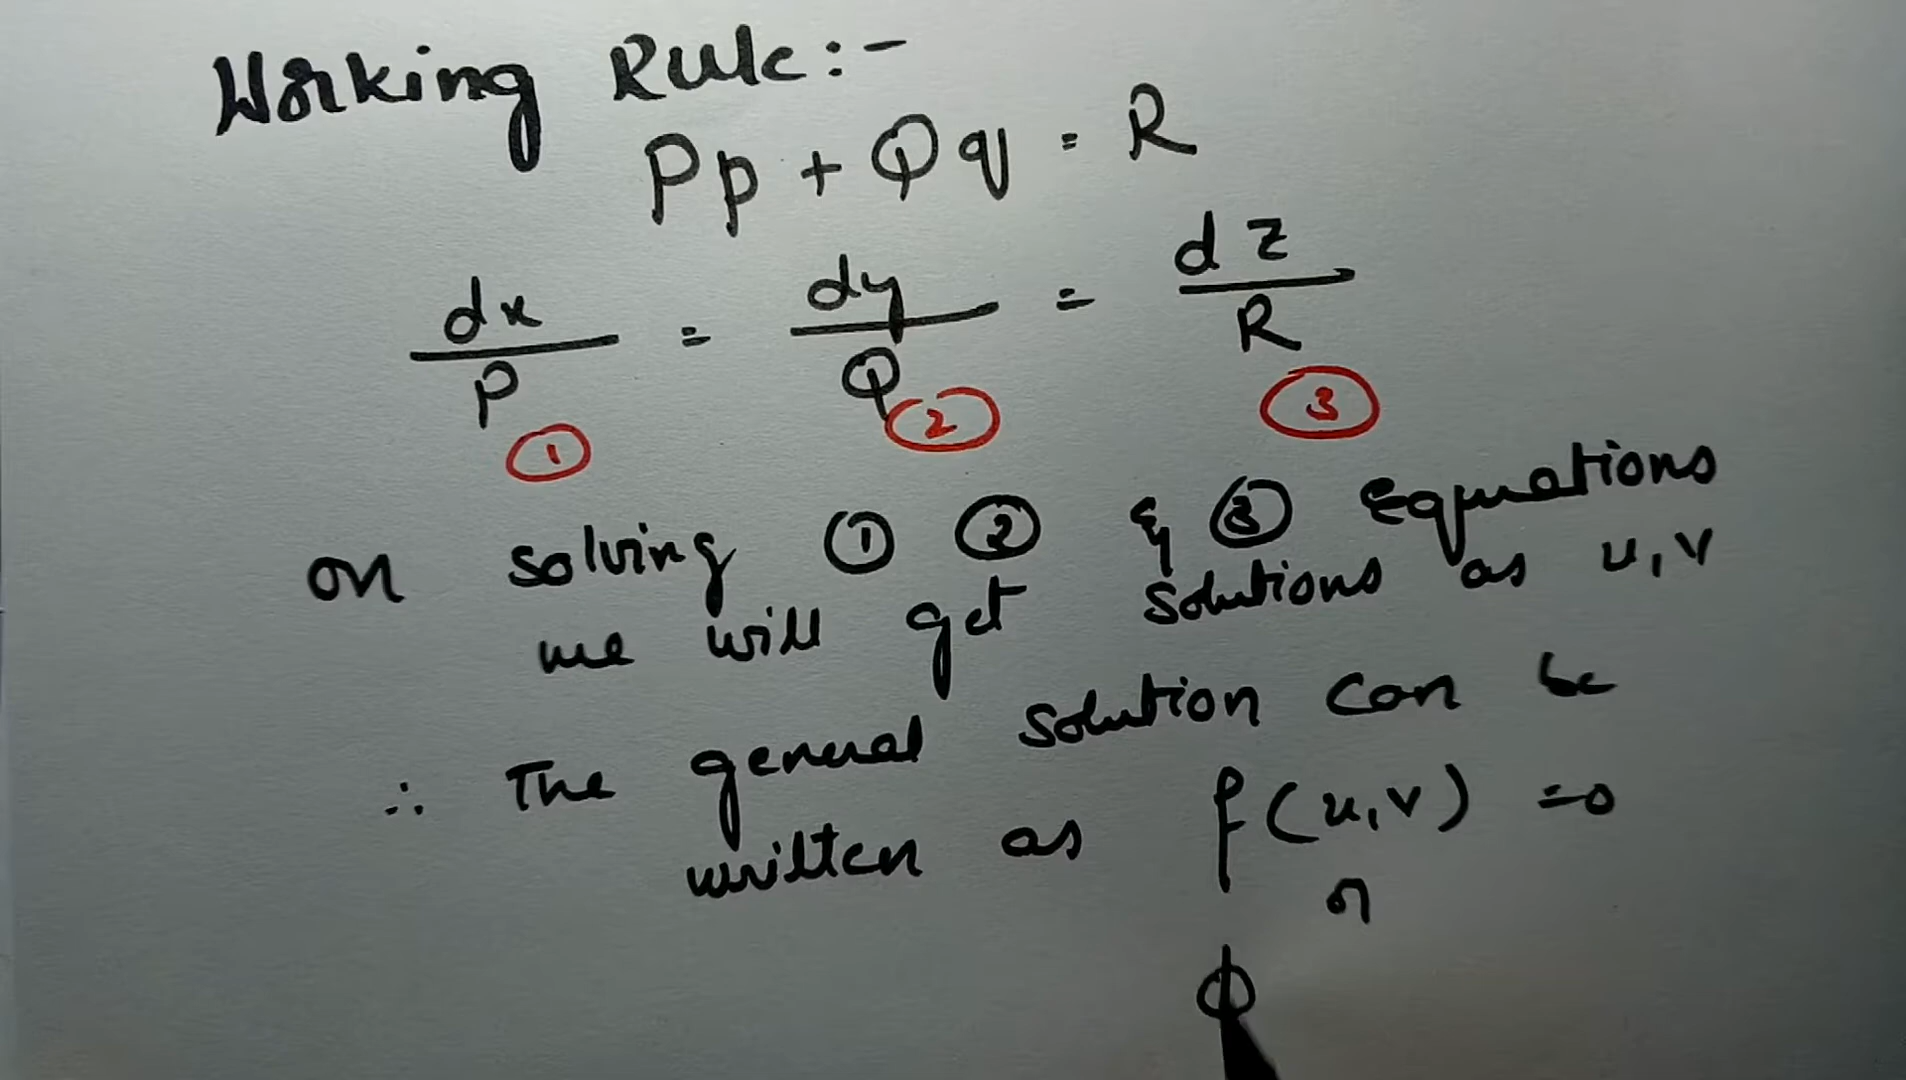 Working Rule:-
Pp + Qq = R
dx/P = dy/Q = dz/R
① ② ③
on solving ① ② & ③ equations
we will get solutions as u, v
∴ The general solution can be
written as f(u,v) =0
or
ϕ